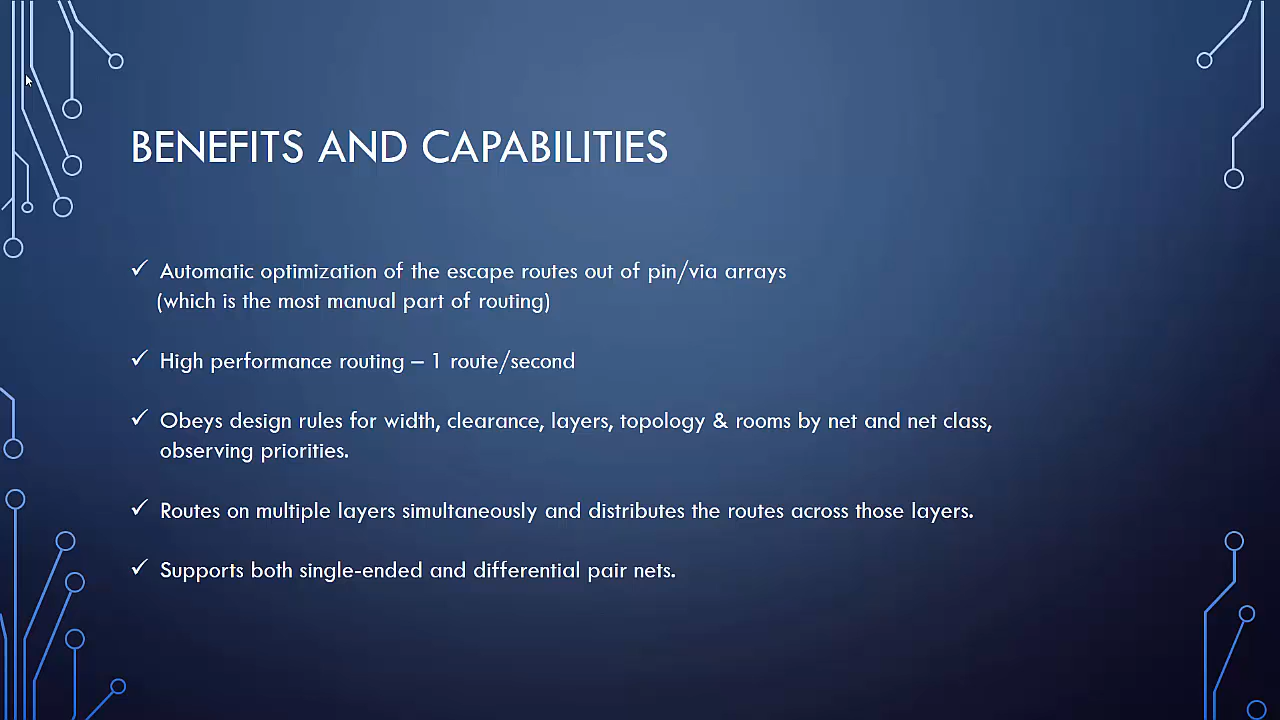 BENEFITS AND CAPABILITIES
✓ Automatic optimization of the escape routes out of pin/via arrays
(which is the most manual part of routing)
✓ High performance routing – 1 route/second
✓ Obeys design rules for width, clearance, layers, topology & rooms by net and net class,
observing priorities.
✓ Routes on multiple layers simultaneously and distributes the routes across those layers.
✓ Supports both single-ended and differential pair nets.